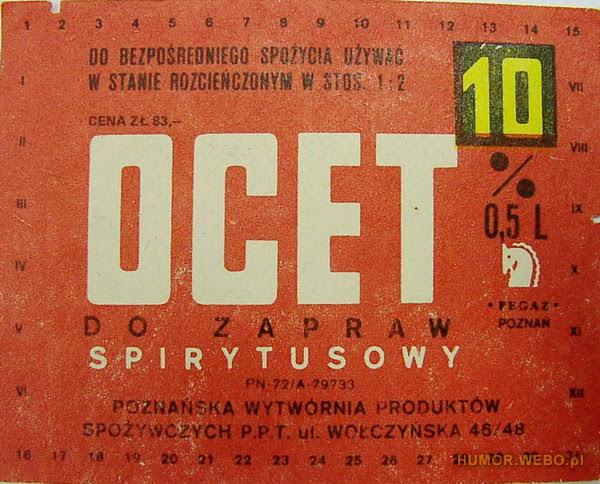 1 2 3 4 5 6 7 8 9 10 11 12 13 14 15
DO BEZPOŚREDNIEGO SPOŻYCIA UŻYWAĆ
W STANIE ROZCIEŃCZONYM W STOS. 1:2
10
%
0,5 L
CENA ZŁ 83,—
OCET
PEGAZ
POZNAŃ
DO ZAPRAW
SPIRYTUSOWY
PN-72/A-79733
POZNAŃSKA WYTWÓRNIA PRODUKTÓW
SPOŻYWCZYCH P.P.T. ul. WOŁCZYŃSKA 46/48
I
II
III
IV
V
VI
VII
VIII
IX
X
XI
XII
16 17 18 19 20 21 22 23 24 25 26 27 28
HUMOR.WEBO.pl